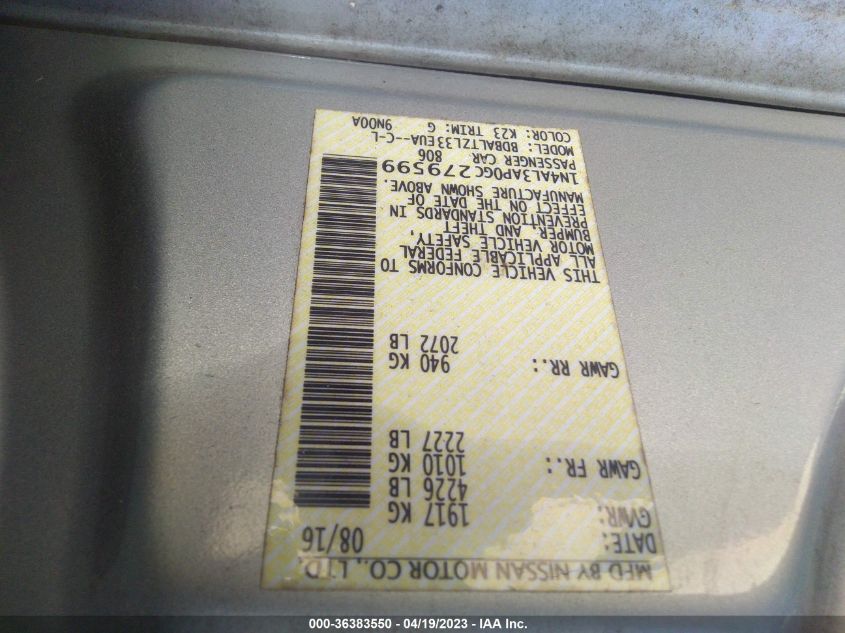 MFD BY NISSAN MOTOR CO., LTD.
DATE: 08/16
GVWR: 1917 KG
4226 LB
GAWR FR.: 1010 KG
2227 LB
GAWR RR.: 940 KG
2072 LB
THIS VEHICLE CONFORMS TO
ALL APPLICABLE FEDERAL
MOTOR VEHICLE SAFETY,
BUMPER, AND THEFT
PREVENTION STANDARDS IN
EFFECT ON THE DATE OF
MANUFACTURE SHOWN ABOVE.
1N4AL3AP0GC279599
PASSENGER CAR 806
MODEL: BDBALTZL33EUA--C-L
COLOR: K23 TRIM: G 9N00A
000-36383550 - 04/19/2023 - IAA Inc.